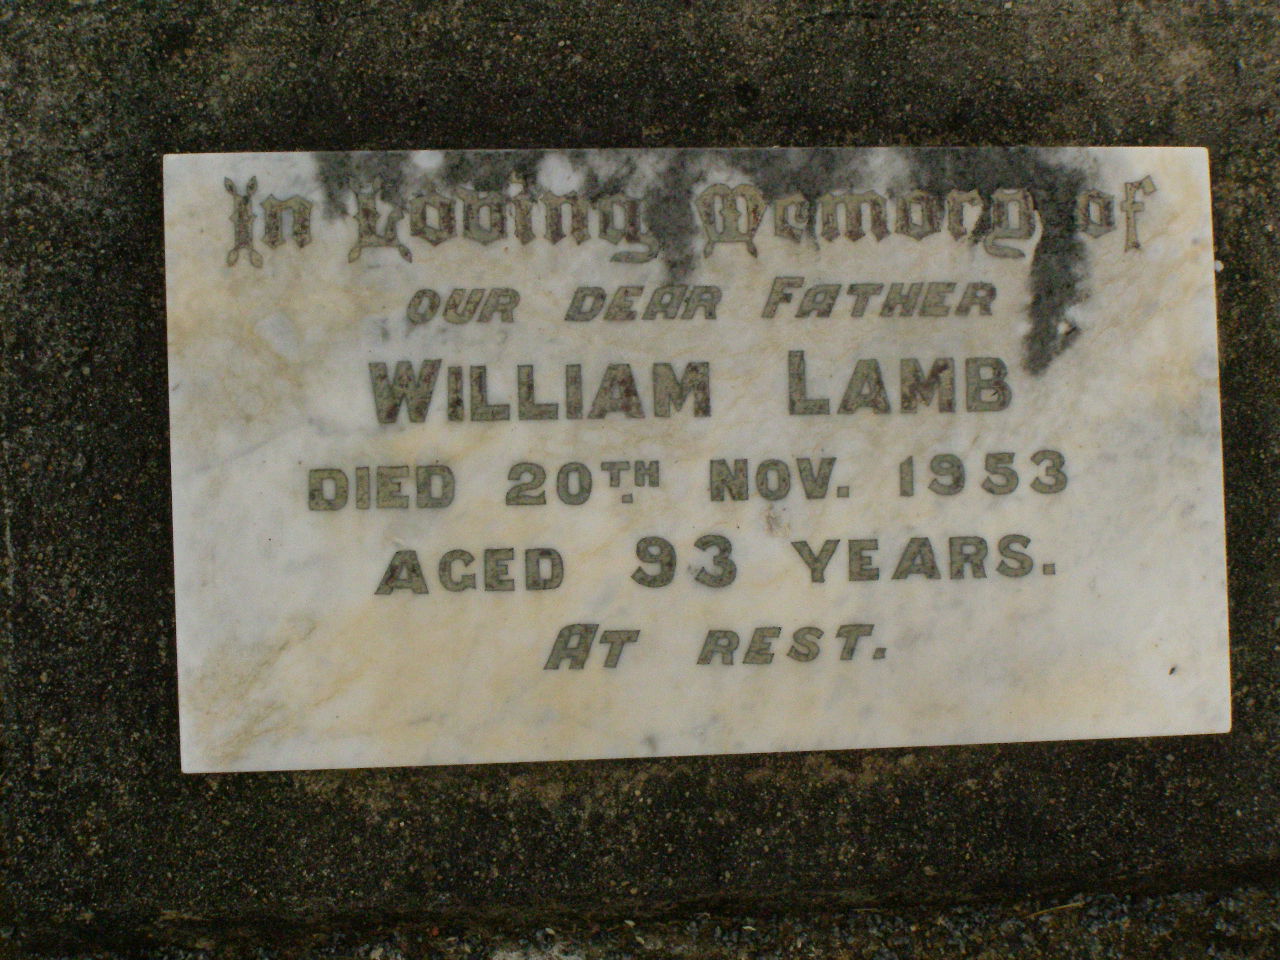 In Loving Memory of
OUR DEAR FATHER
WILLIAM LAMB
DIED 20TH NOV. 1953
AGED 93 YEARS.
AT REST.